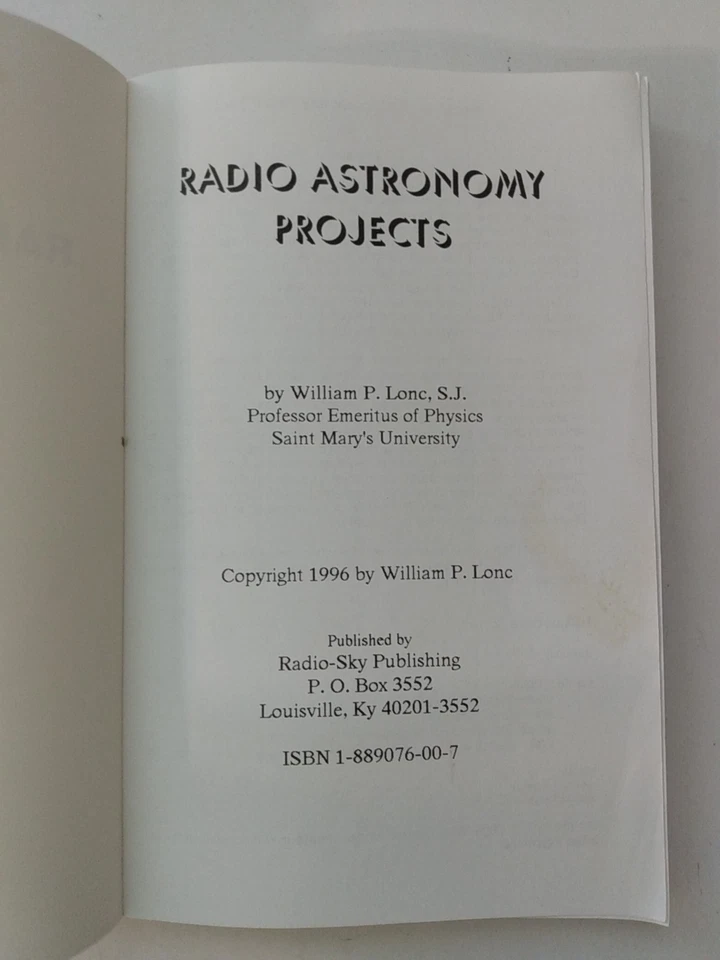 RADIO ASTRONOMY
PROJECTS
by William P. Lonc, S.J.
Professor Emeritus of Physics
Saint Mary's University
Copyright 1996 by William P. Lonc
Published by
Radio-Sky Publishing
P. O. Box 3552
Louisville, Ky 40201-3552
ISBN 1-889076-00-7